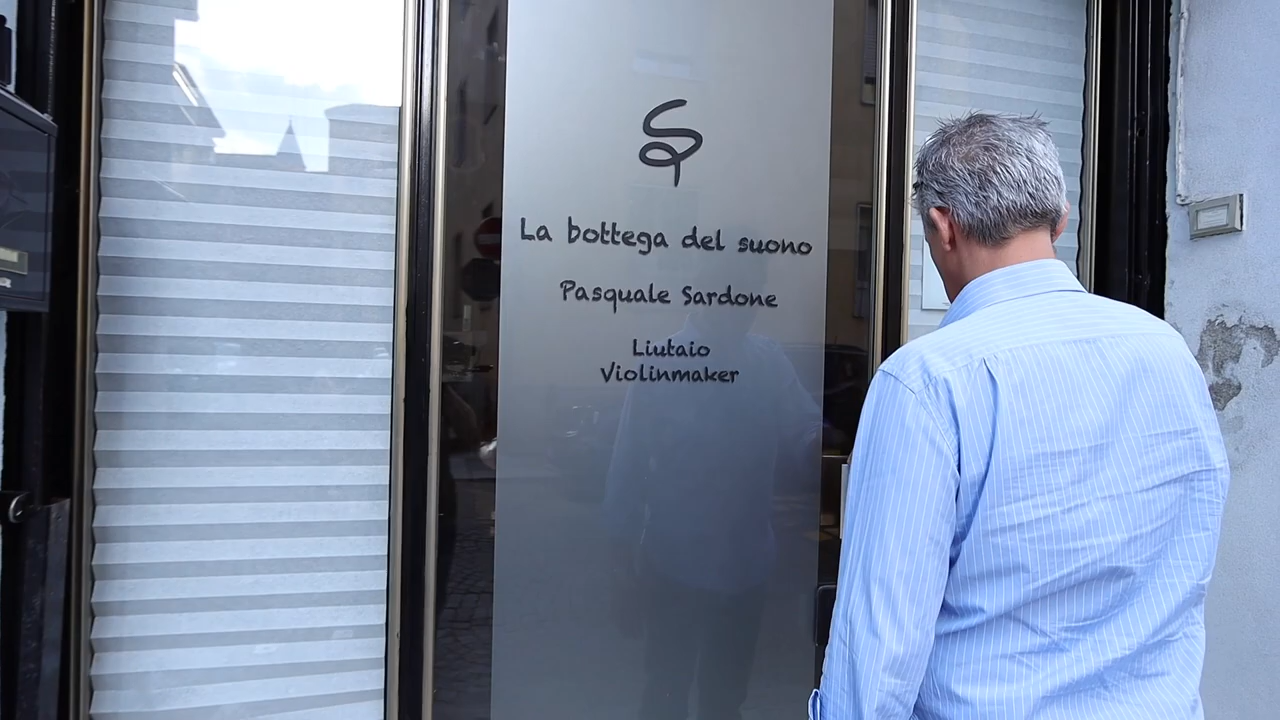 La bottega del suono
Pasquale Sardone
Liutaio
Violinmaker